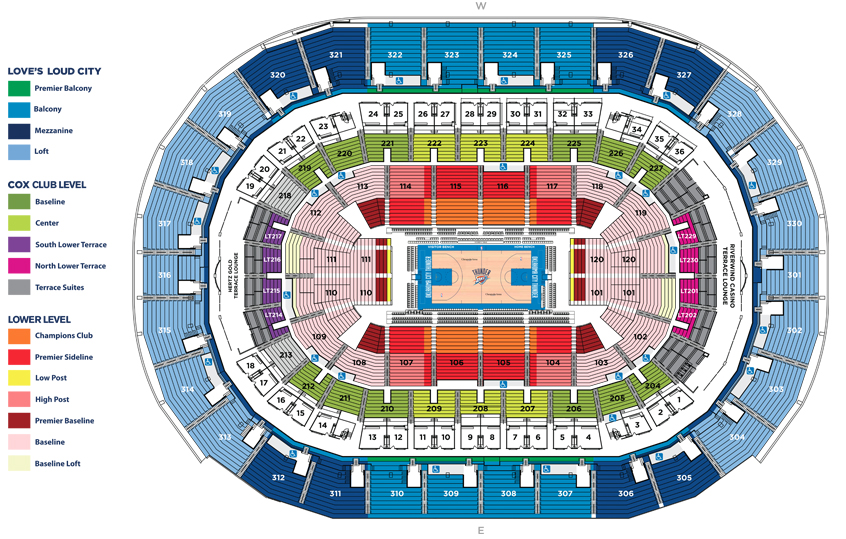 W
LOVE'S LOUD CITY
Premier Balcony
Balcony
Mezzanine
Loft
COX CLUB LEVEL
Baseline
Center
South Lower Terrace
North Lower Terrace
Terrace Suites
LOWER LEVEL
Champions Club
Premier Sideline
Low Post
High Post
Premier Baseline
Baseline
Baseline Loft
321 322 323 324 325 326
320 327
319 328
318 329
317 330
316 301
315 302
314 303
313 304
312 305
311 310 309 308 307 306
24 25 26 27 28 29 30 31 32 33
23 34
22 35
21 36
20
19
221 222 223 224 225
220 226
219 227
218
113 114 115 116 117 118
112 119
LT217 LT229
LT216 111 111 120 120 LT230
LT215 110 110 101 101 LT201
LT214 LT202
HERTZ GOLD
TERRACE LOUNGE
RIVERWIND CASINO
TERRACE LOUNGE
THUNDER
OKLAHOMA CITY THUNDER
OKLAHOMA CITY THUNDER
109 102
108 107 106 105 104 103
213
212 204
211 205
210 209 208 207 206
18
17
16 1
15 2
14 3
13 12 11 10 9 8 7 6 5 4
E